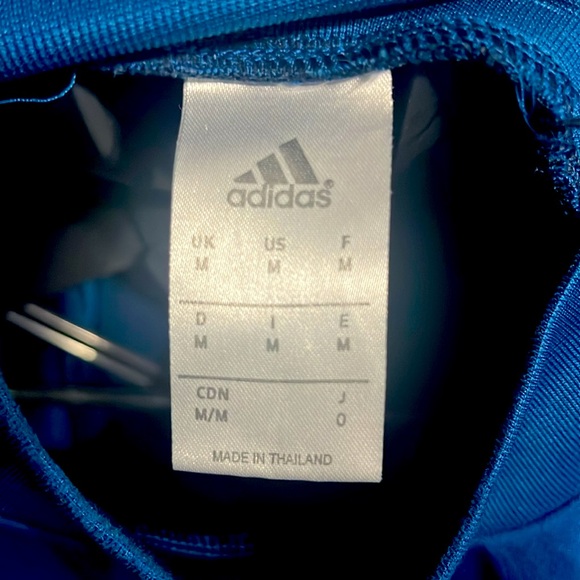 adidas®
UK US F
M M M
D I E
M M M
CDN J
M/M O
MADE IN THAILAND